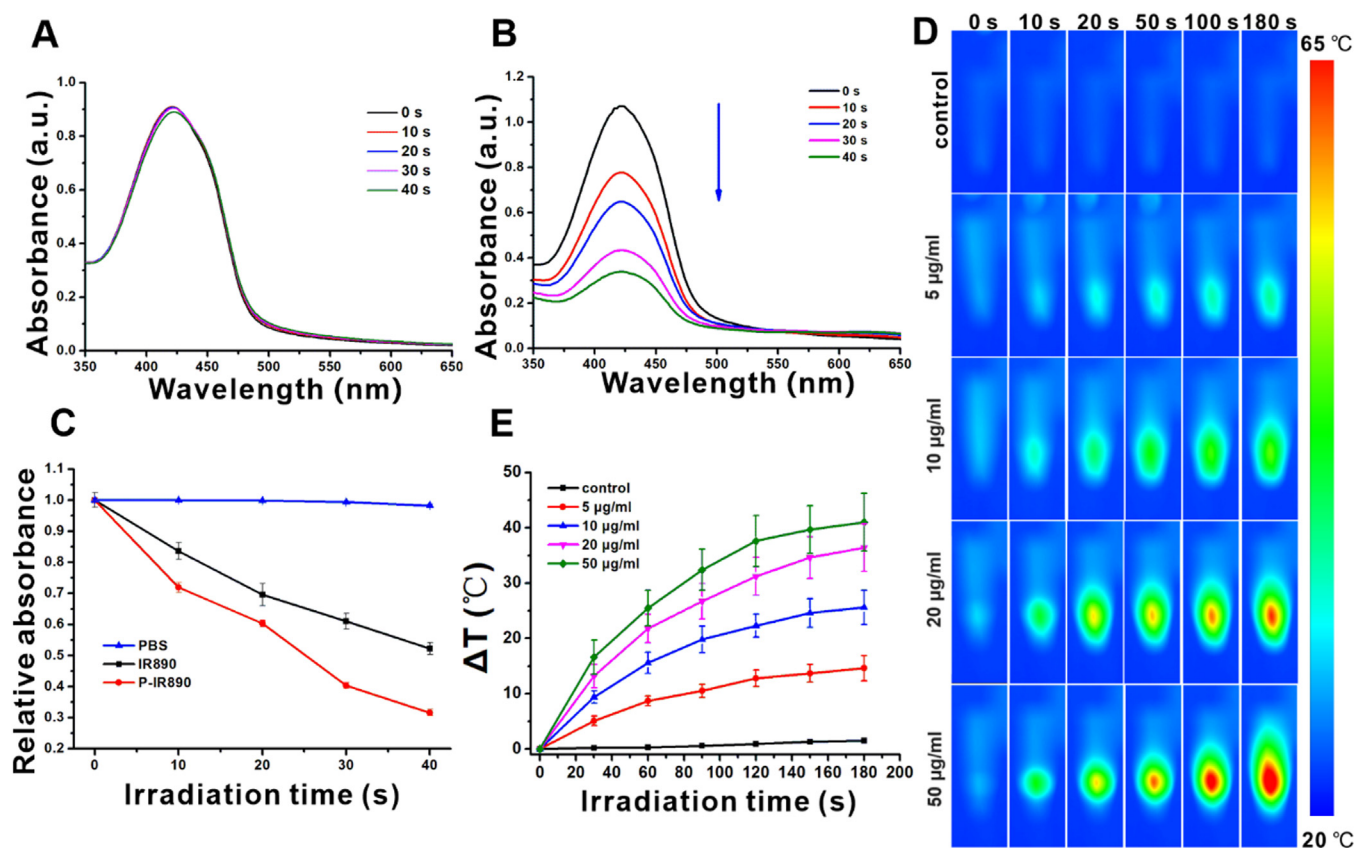 A
Absorbance (a.u.)
1.0
0.8
0.6
0.4
0.2
0.0
350 400 450 500 550 600 650
Wavelength (nm)
0 s
10 s
20 s
30 s
40 s
B
Absorbance (a.u.)
1.2
1.0
0.8
0.6
0.4
0.2
0.0
350 400 450 500 550 600 650
Wavelength (nm)
0 s
10 s
20 s
30 s
40 s
C
Relative absorbance
1.1
1.0
0.9
0.8
0.7
0.6
0.5
0.4
0.3
0.2
0 10 20 30 40
Irradiation time (s)
PBS
IR890
P-IR890
E
ΔT (℃)
50
40
30
20
10
0
0 20 40 60 80 100 120 140 160 180 200
Irradiation time (s)
control
5 μg/ml
10 μg/ml
20 μg/ml
50 μg/ml
D
0 s 10 s 20 s 50 s 100 s 180 s
control
5 μg/ml
10 μg/ml
20 μg/ml
50 μg/ml
65 ℃
20 ℃